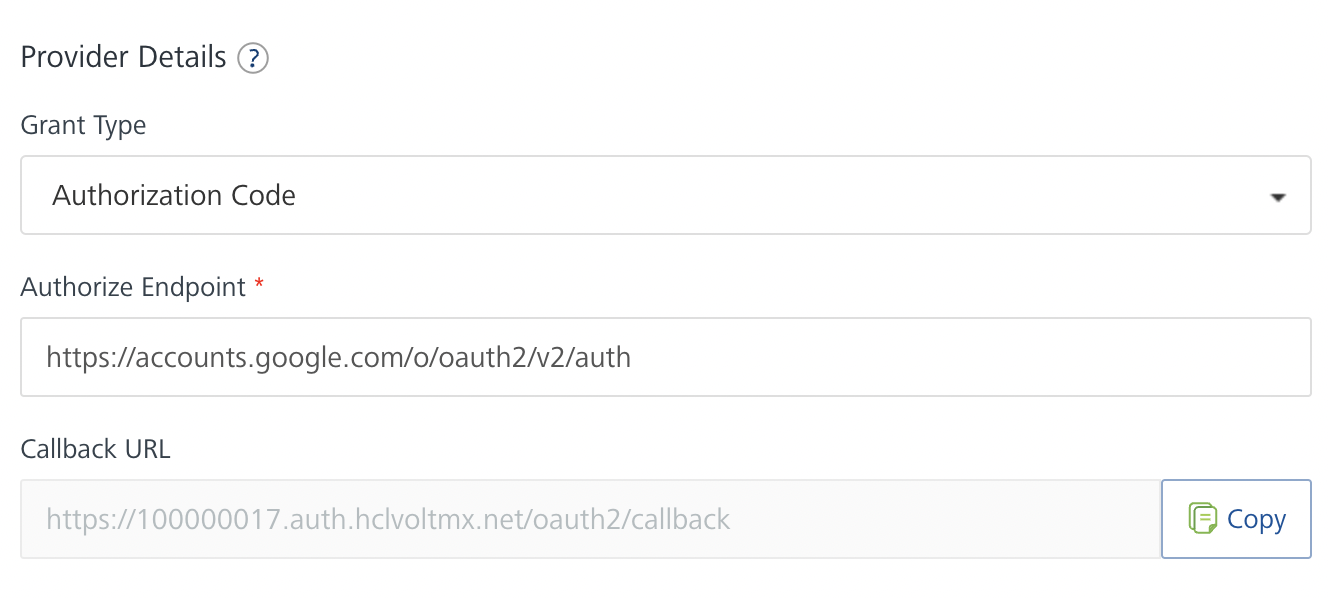 Provider Details ?
Grant Type
Authorization Code
Authorize Endpoint *
https://accounts.google.com/o/oauth2/v2/auth
Callback URL
https://100000017.auth.hclvoltmx.net/oauth2/callback Copy